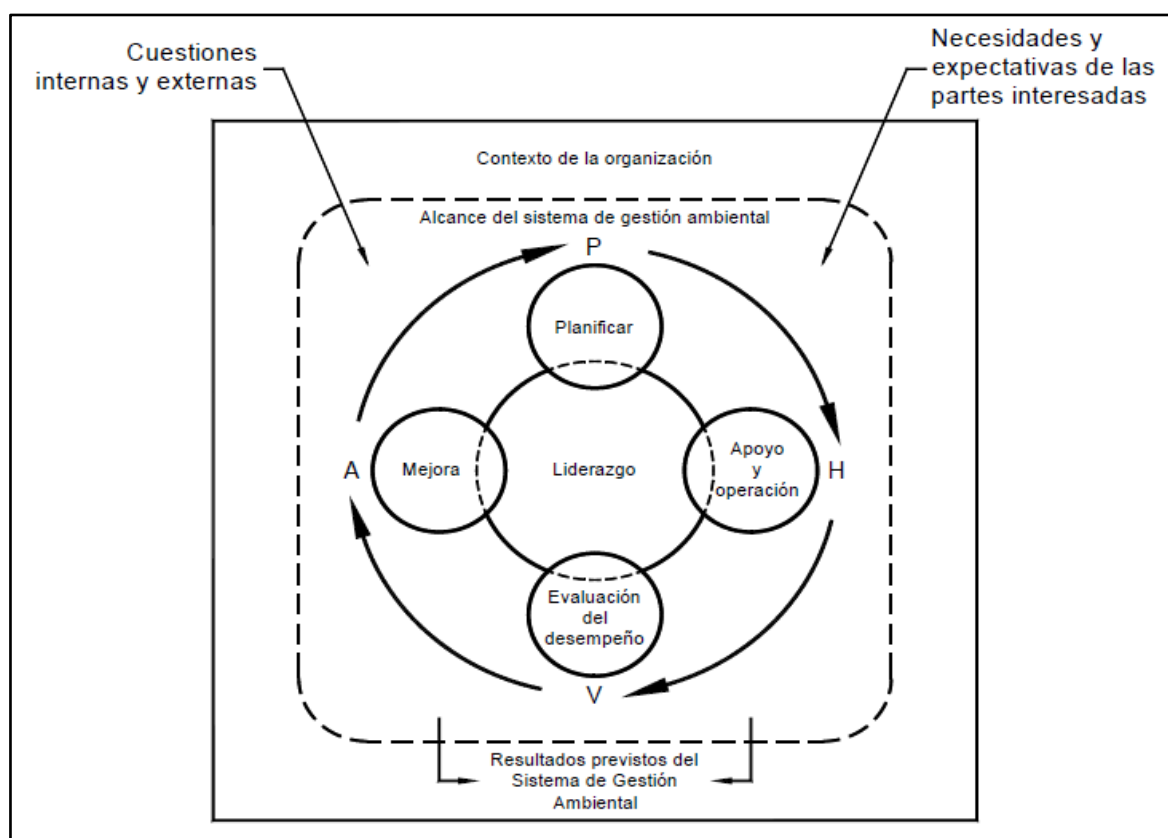 Cuestiones
internas y externas
Necesidades y
expectativas de las
partes interesadas
Contexto de la organización
Alcance del sistema de gestión ambiental
P
Planificar
A
Mejora
Liderazgo
Apoyo
y
operación
H
Evaluación
del
desempeño
V
Resultados previstos del
Sistema de Gestión
Ambiental